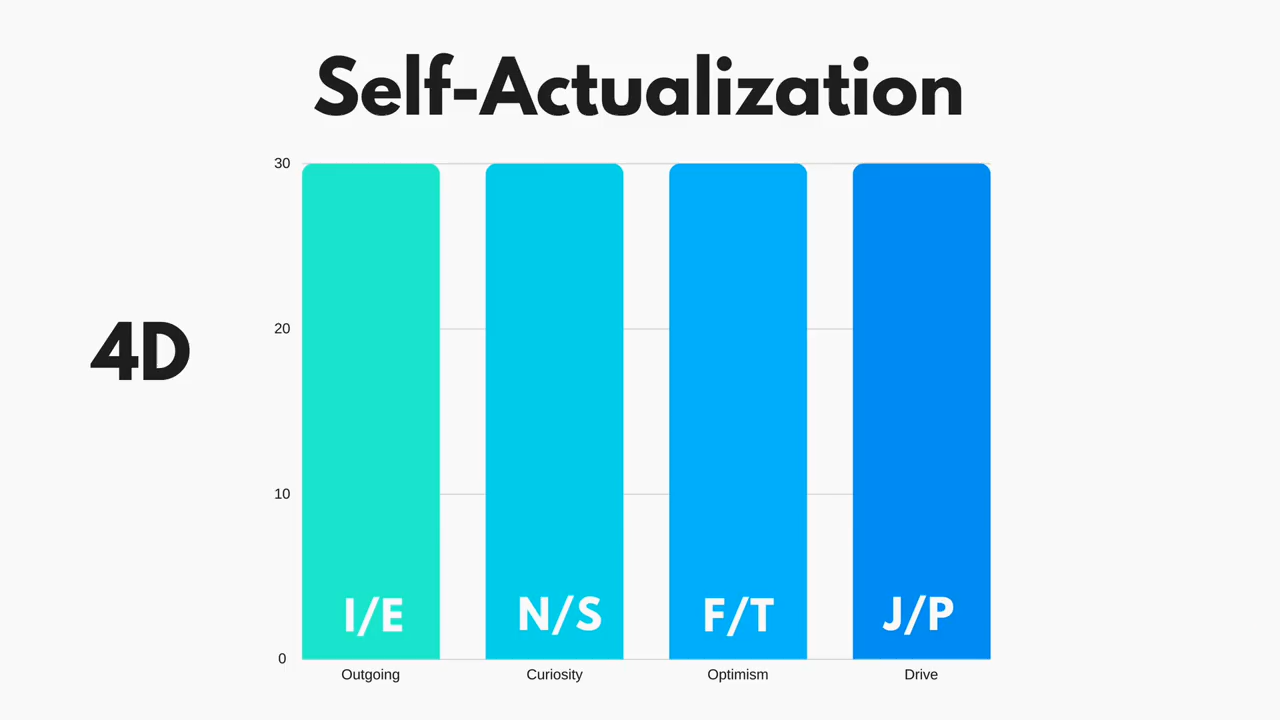 Self-Actualization
4D
30
20
10
0
I/E
N/S
F/T
J/P
Outgoing
Curiosity
Optimism
Drive